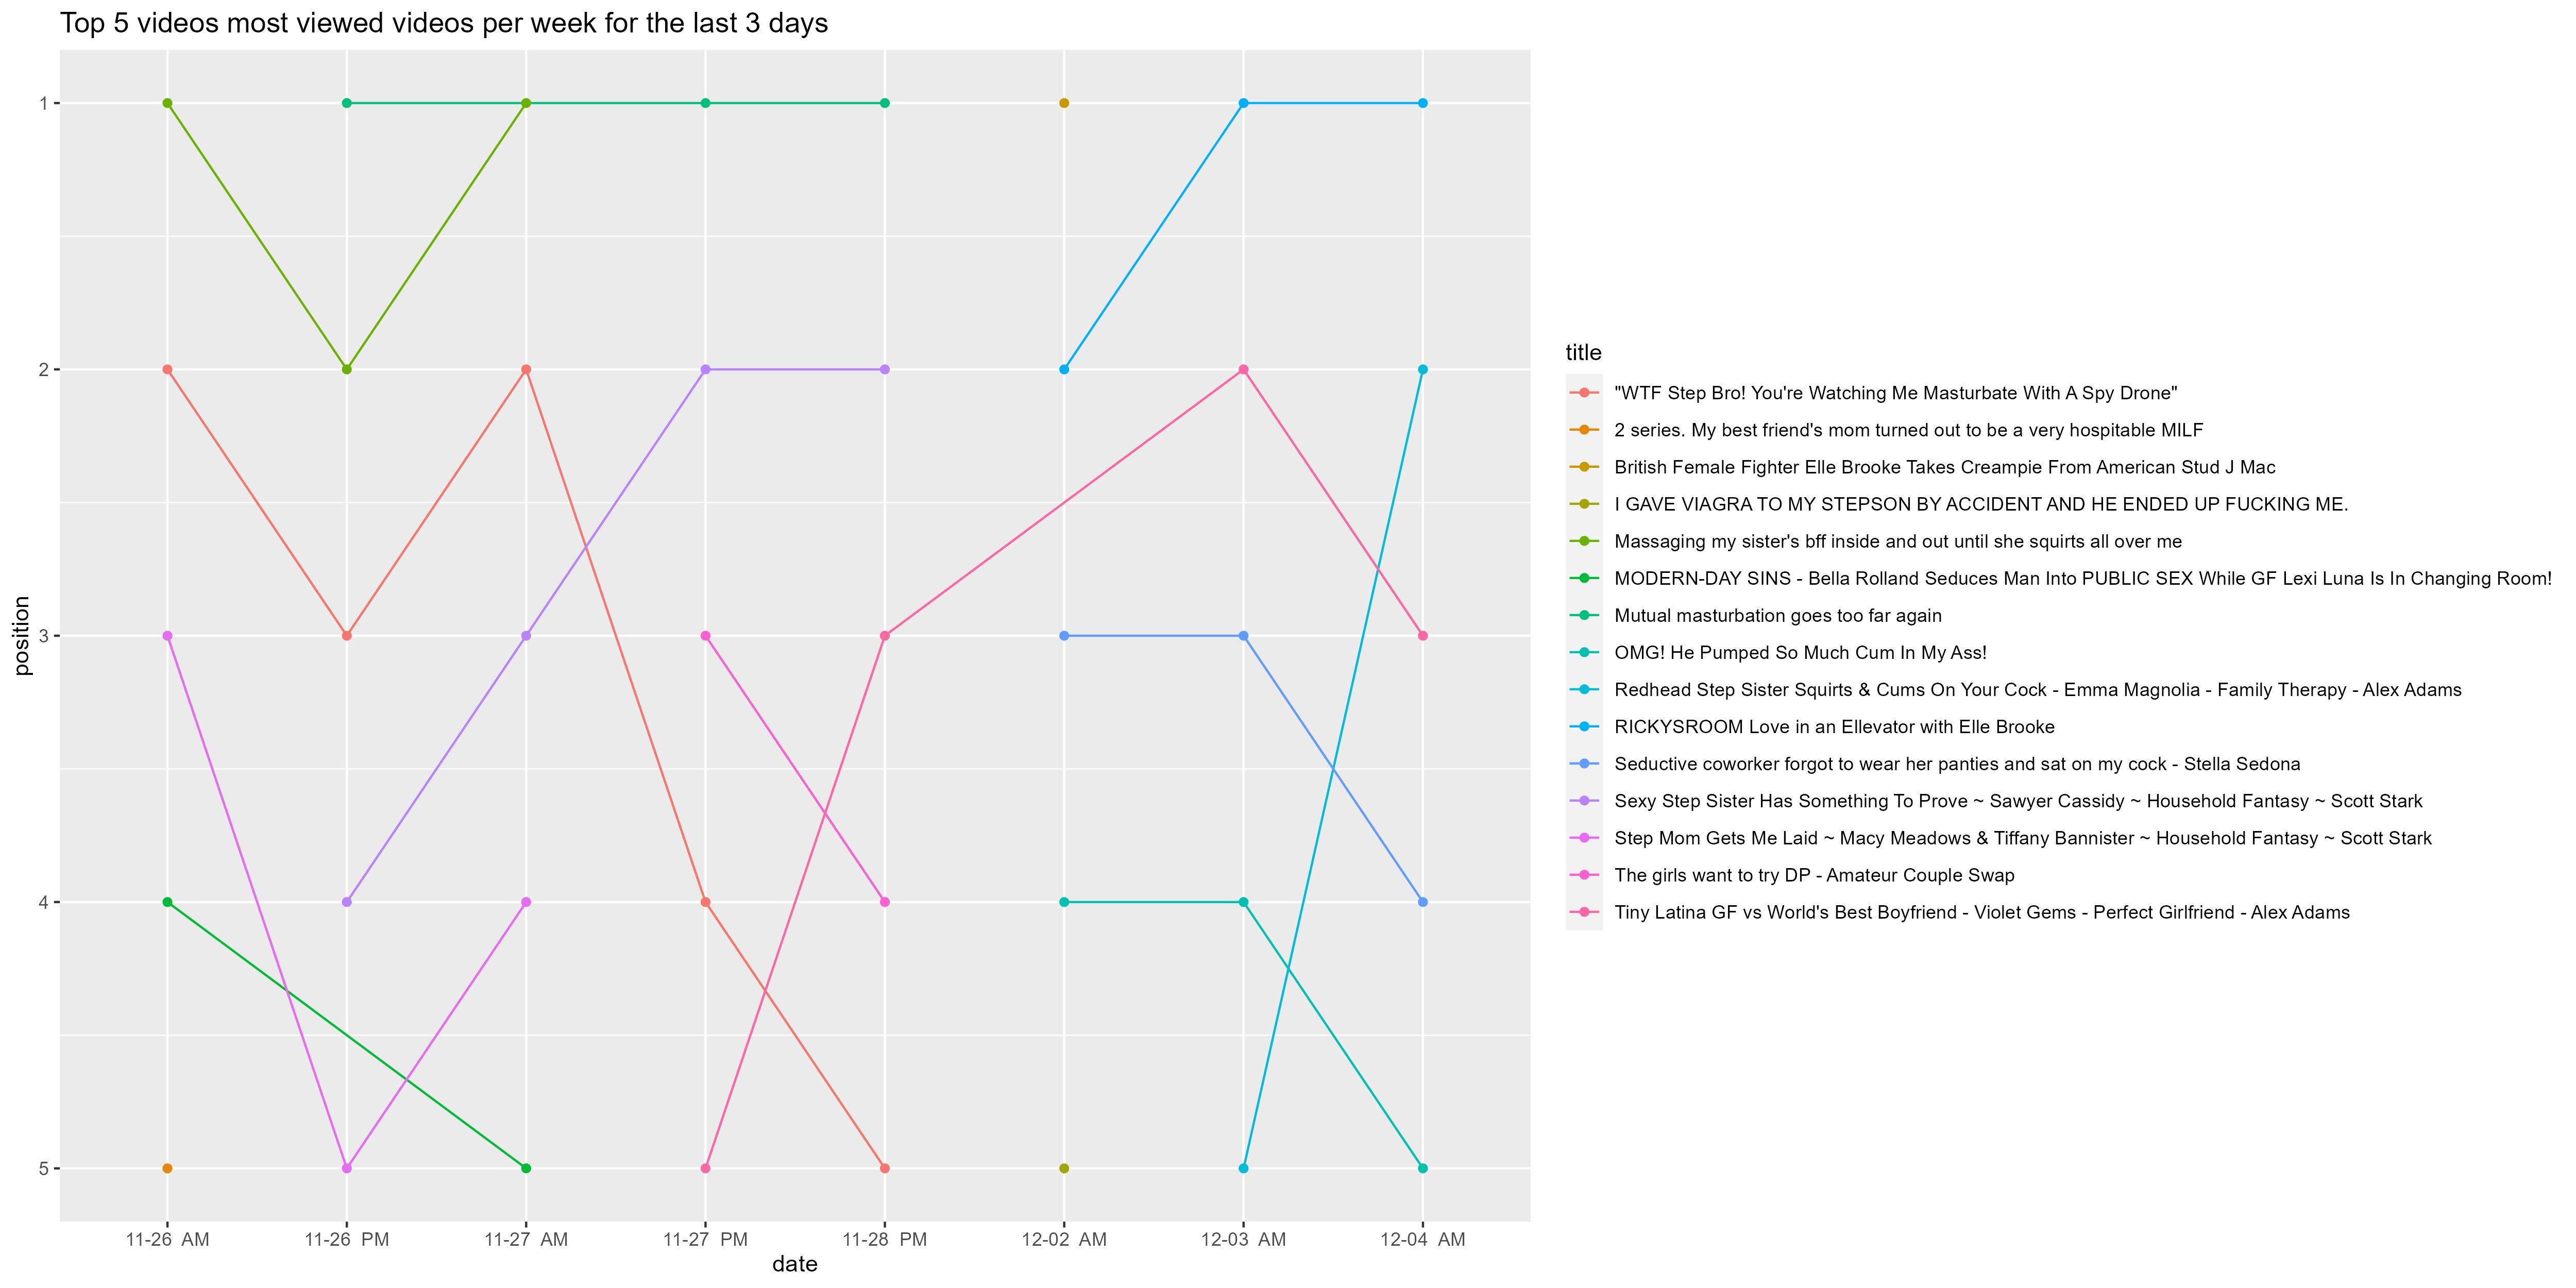 Top 5 videos most viewed videos per week for the last 3 days
1
2
3
4
5
position
11-26 AM
11-26 PM
11-27 AM
11-27 PM
11-28 PM
12-02 AM
12-03 AM
12-04 AM
date
title
"WTF Step Bro! You're Watching Me Masturbate With A Spy Drone"
2 series. My best friend's mom turned out to be a very hospitable MILF
British Female Fighter Elle Brooke Takes Creampie From American Stud J Mac
I GAVE VIAGRA TO MY STEPSON BY ACCIDENT AND HE ENDED UP FUCKING ME.
Massaging my sister's bff inside and out until she squirts all over me
MODERN-DAY SINS - Bella Rolland Seduces Man Into PUBLIC SEX While GF Lexi Luna Is In Changing Room!
Mutual masturbation goes too far again
OMG! He Pumped So Much Cum In My Ass!
Redhead Step Sister Squirts & Cums On Your Cock - Emma Magnolia - Family Therapy - Alex Adams
RICKYSROOM Love in an Ellevator with Elle Brooke
Seductive coworker forgot to wear her panties and sat on my cock - Stella Sedona
Sexy Step Sister Has Something To Prove ~ Sawyer Cassidy ~ Household Fantasy ~ Scott Stark
Step Mom Gets Me Laid ~ Macy Meadows & Tiffany Bannister ~ Household Fantasy ~ Scott Stark
The girls want to try DP - Amateur Couple Swap
Tiny Latina GF vs World's Best Boyfriend - Violet Gems - Perfect Girlfriend - Alex Adams